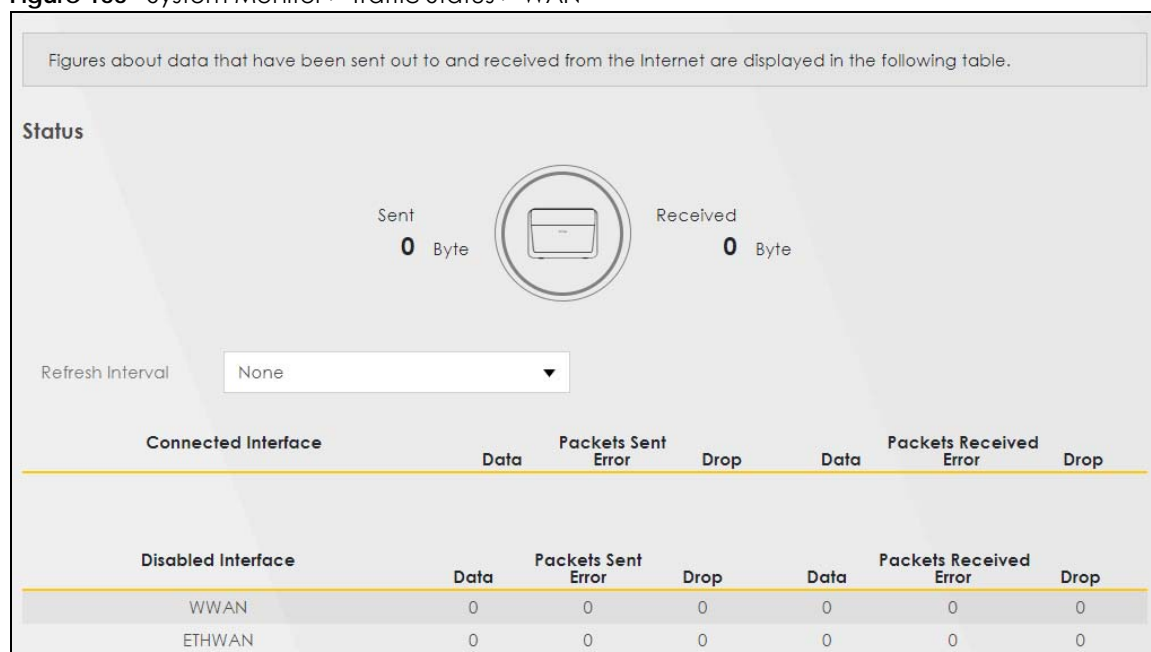 Figures about data that have been sent out to and received from the Internet are displayed in the following table.
Status
Sent
0 Byte
Received
0 Byte
Refresh Interval None
Connected Interface Packets Sent Packets Received
Data Error Drop Data Error Drop
Disabled Interface Packets Sent Packets Received
Data Error Drop Data Error Drop
WWAN 0 0 0 0 0 0
ETHWAN 0 0 0 0 0 0